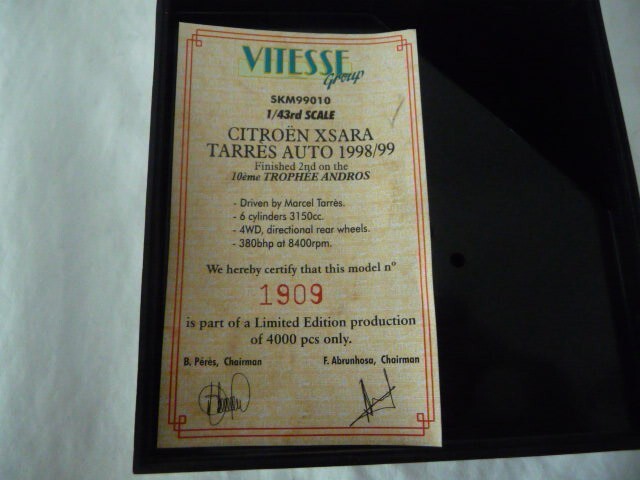 VITESSE
Group
SKM99010
1/43rd SCALE
CITROËN XSARA
TARRÈS AUTO 1998/99
Finished 2nd on the
10ème TROPHÉE ANDROS
- Driven by Marcel Tarrès.
- 6 cylinders 3150cc.
- 4WD, directional rear wheels.
- 380bhp at 8400rpm.
We hereby certify that this model nº
1909
is part of a Limited Edition production
of 4000 pcs only.
B. Pérès, Chairman F. Abrunhosa, Chairman